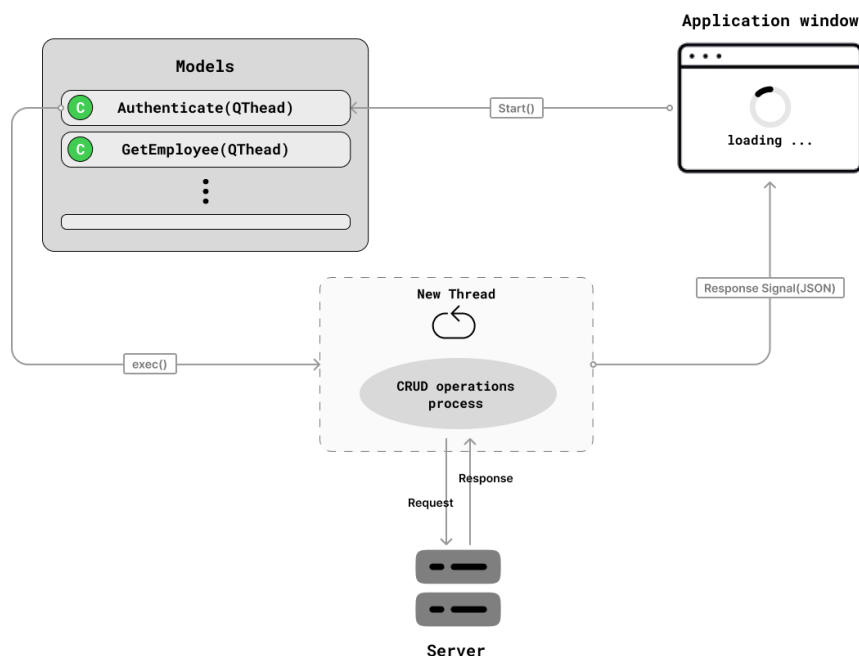 Application window
Models
C
Authenticate(QThead)
Start()
loading ...
C
GetEmployee(QThead)
New Thread
Response Signal(JSON)
exec()
CRUD operations
process
Response
Request
Server